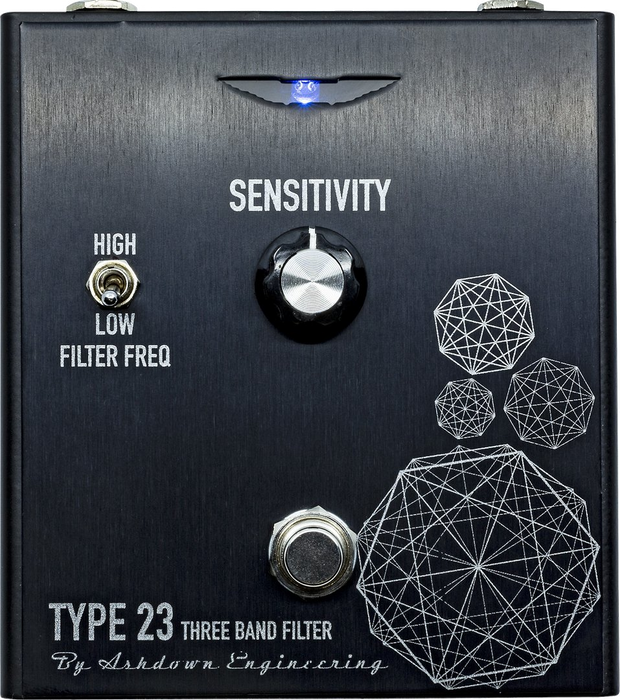 SENSITIVITY
HIGH
LOW
FILTER FREQ
TYPE 23 THREE BAND FILTER
By Ashdown Engineering